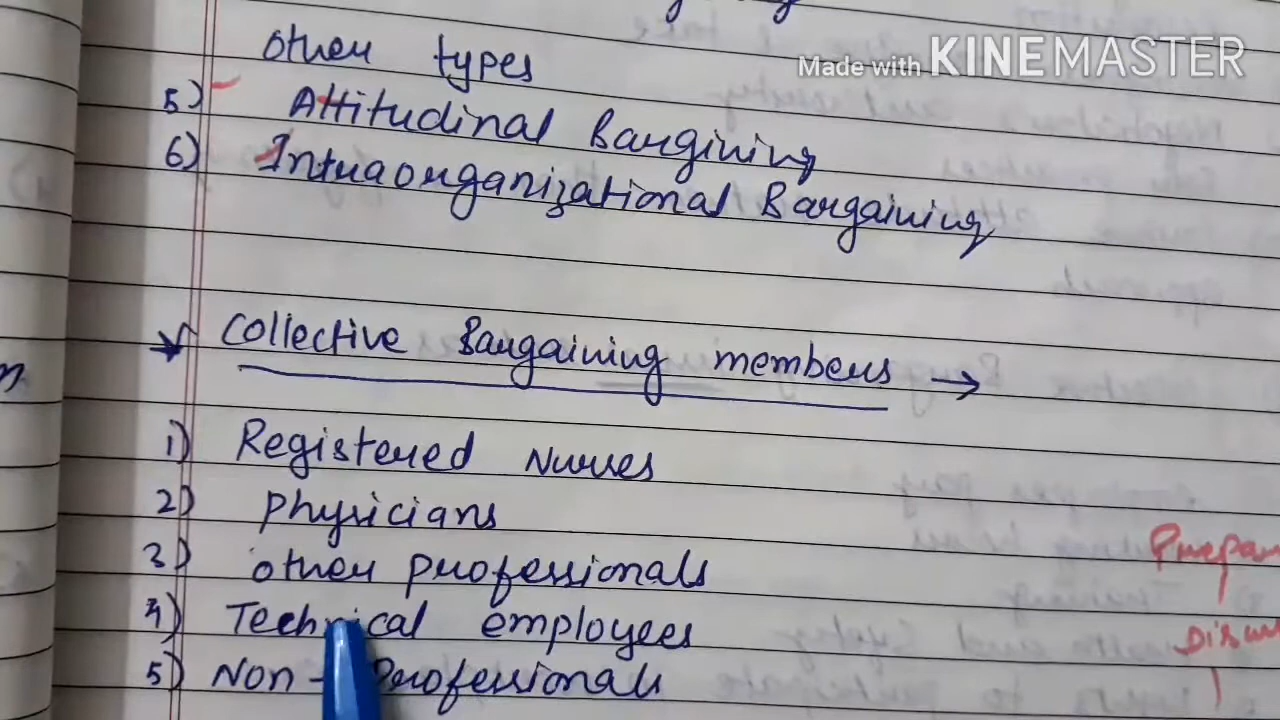 Made with KINEMASTER
other types
5) Attitudinal Bargining
6) Intraorganizational Bargaining
Collective Bargaining members →
1) Registered Nurses
2) Physicians
3) other professionals
4) Technical employees
5) Non-Professionals